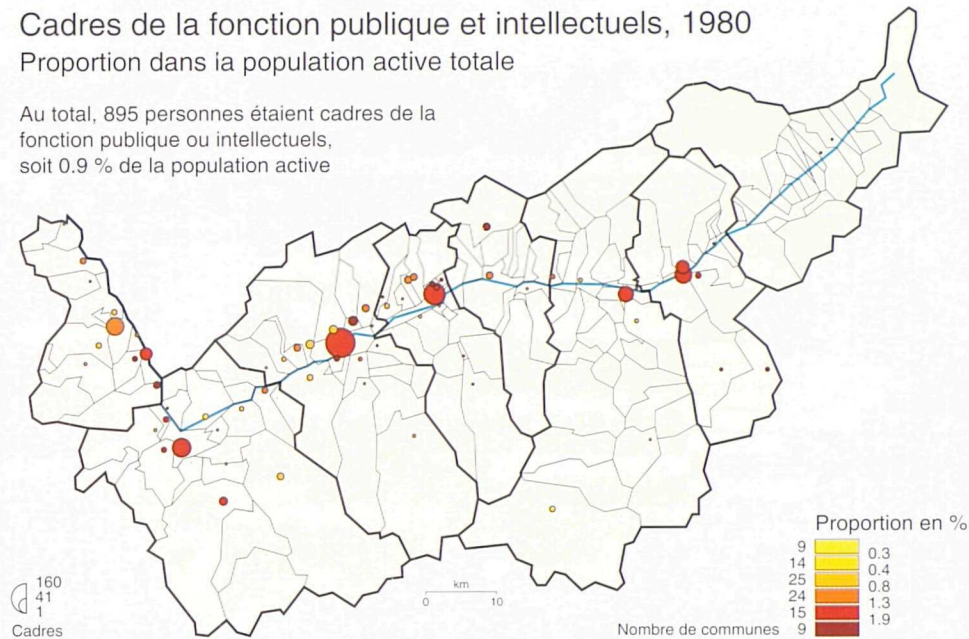 Cadres de la fonction publique et intellectuels, 1980
Proportion dans la population active totale
Au total, 895 personnes étaient cadres de la
fonction publique ou intellectuels,
soit 0.9 % de la population active
160
41
1
Cadres
km
0 10
Proportion en %
9
0.3
14
0.4
25
0.8
24
1.3
15
1.9
Nombre de communes 9